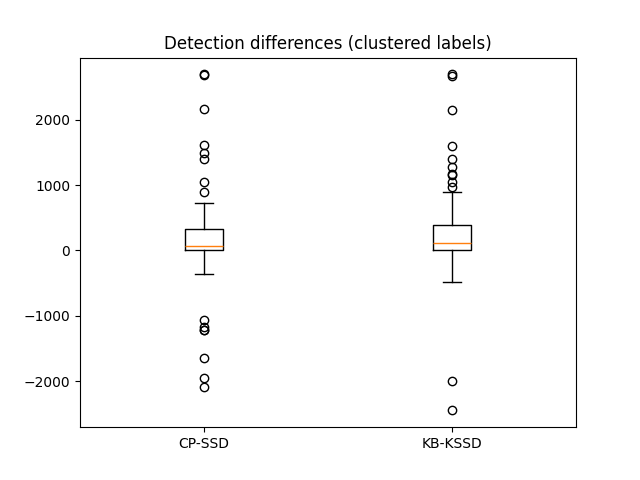 Detection differences (clustered labels)
2000
1000
0
−1000
−2000
CP-SSD
KB-KSSD